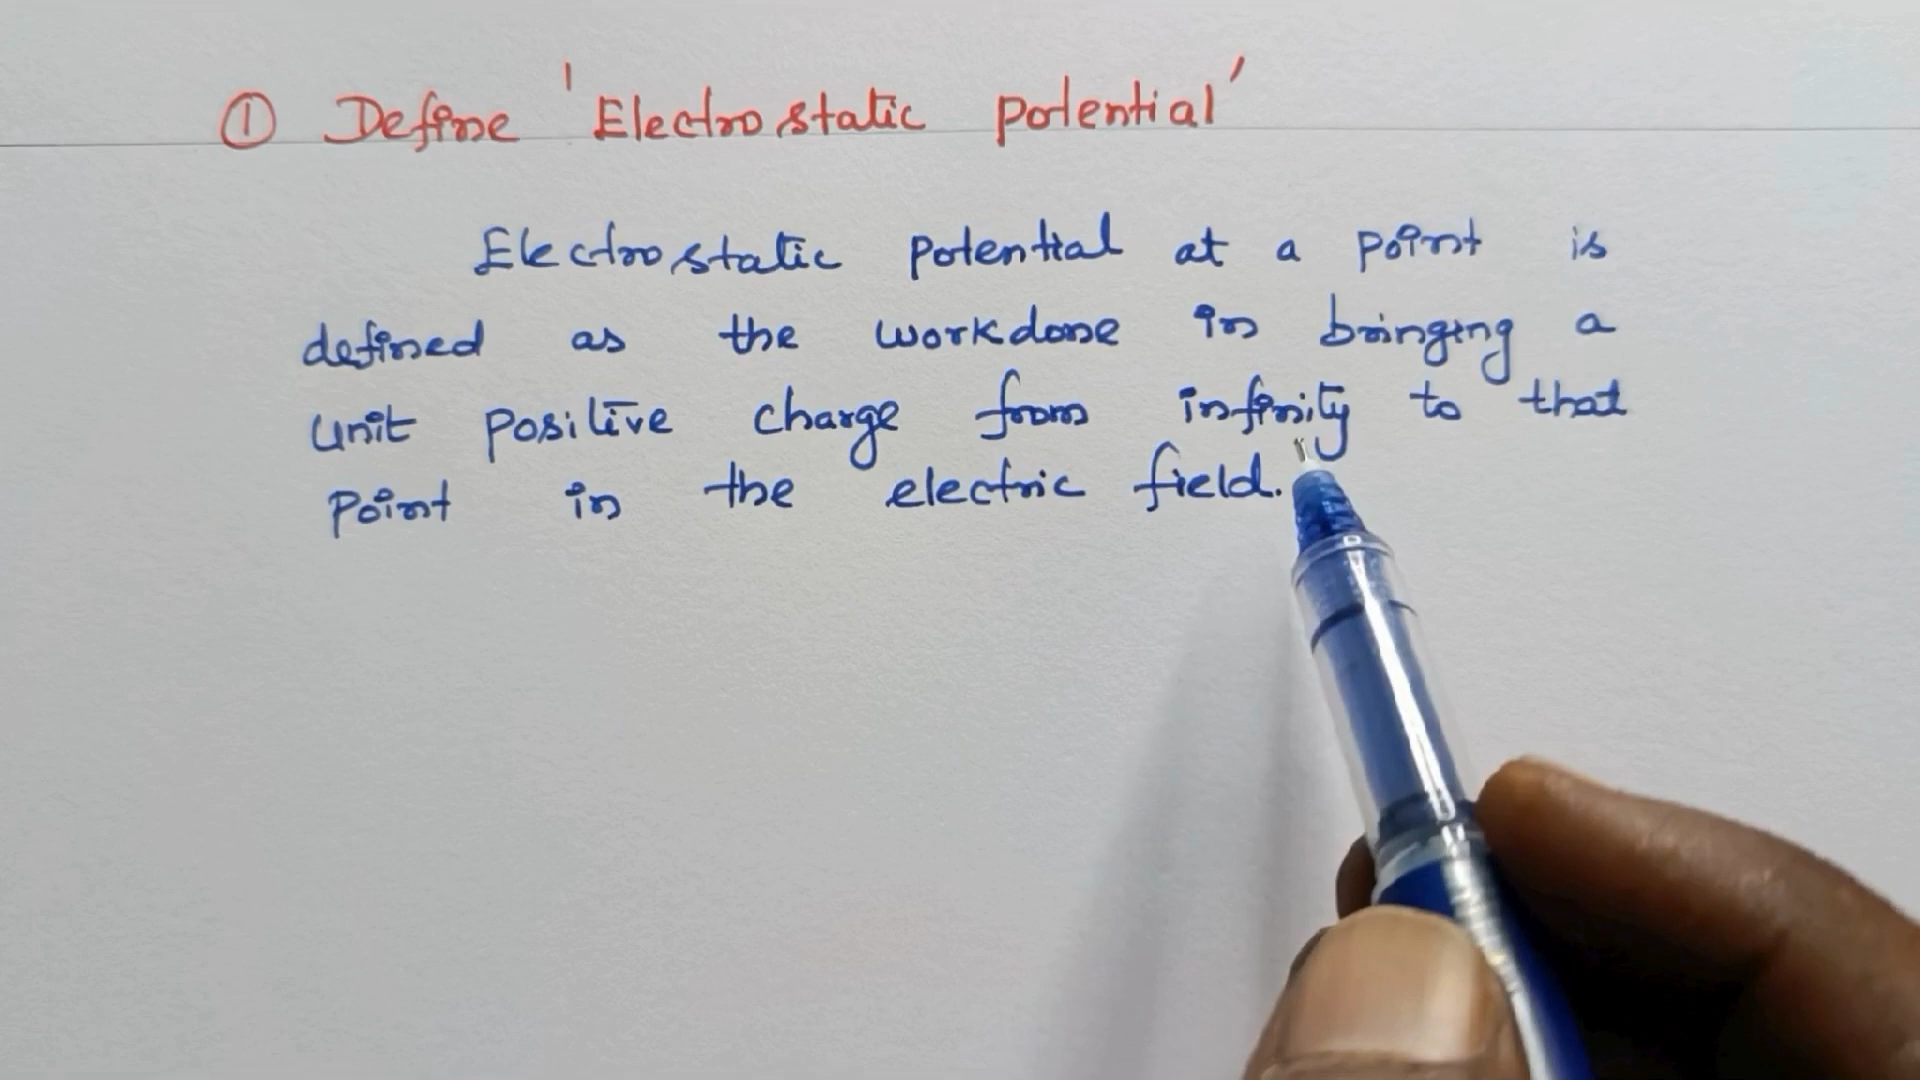 ① Define 'Electrostatic potential'
Electrostatic potential at a point is
defined as the workdone in bringing a
unit positive charge from infinity to that
point in the electric field.